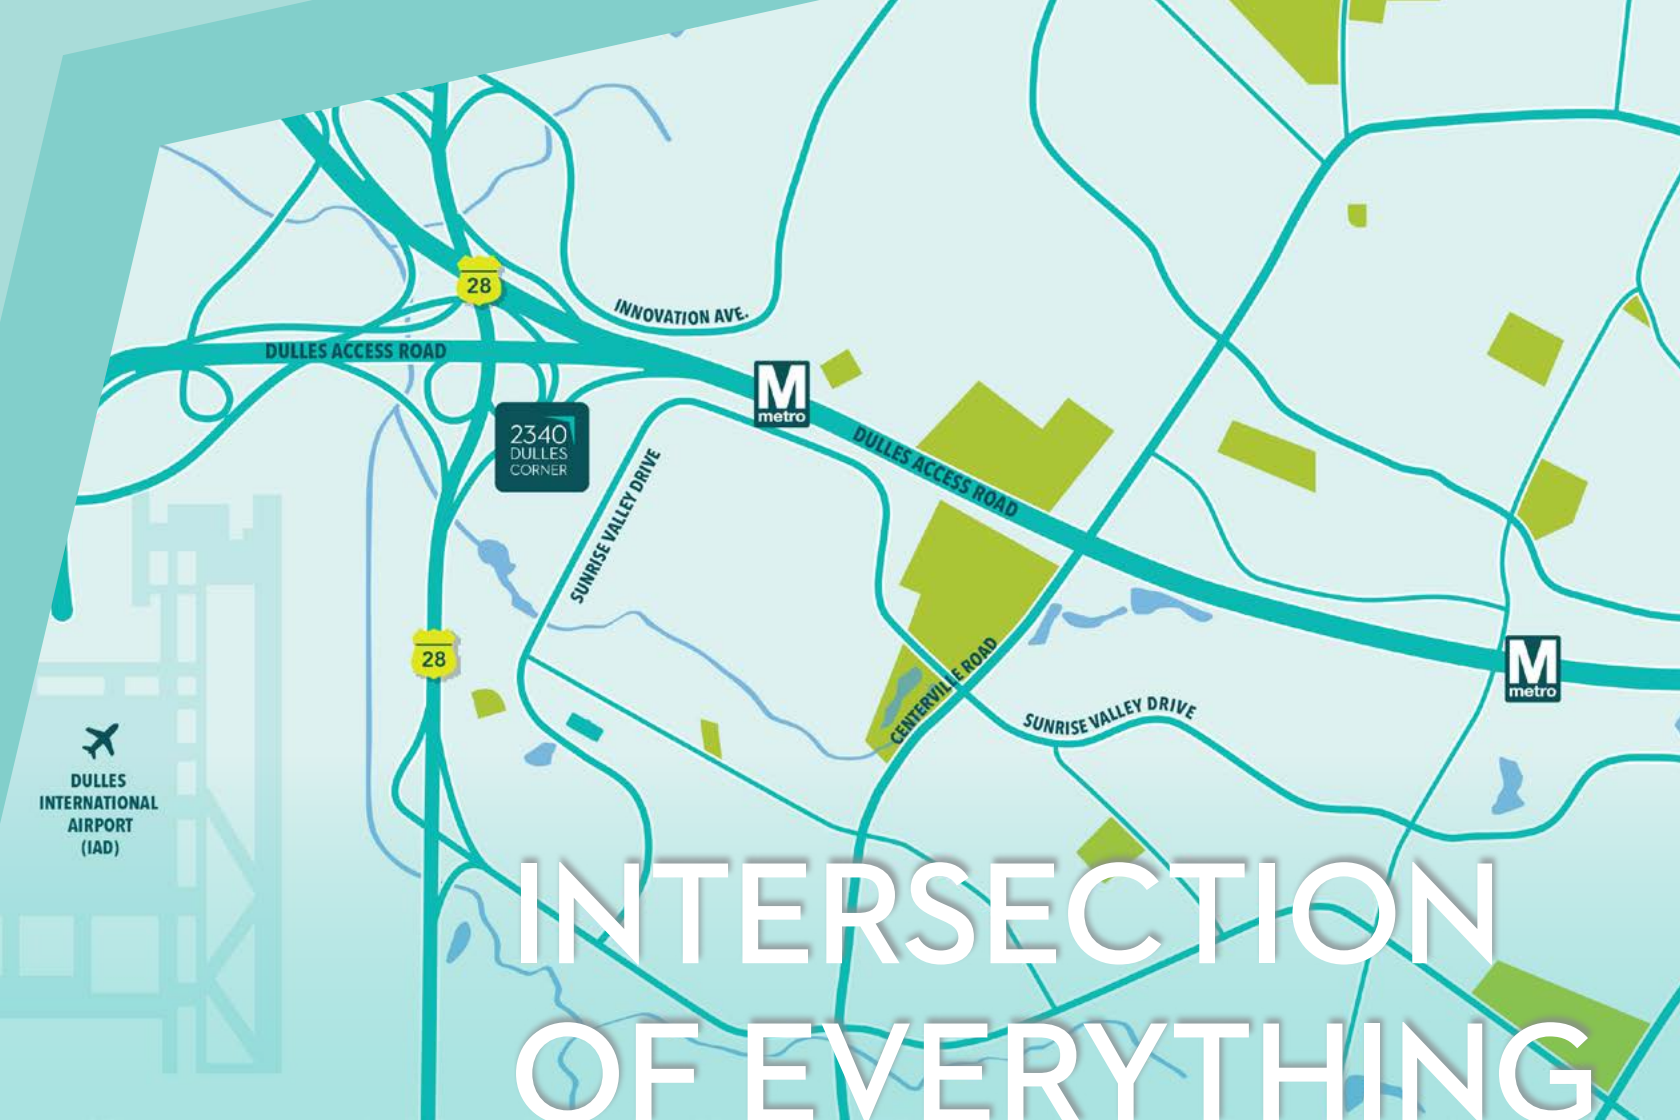 28
INNOVATION AVE.
DULLES ACCESS ROAD
M
metro
2340
DULLES
CORNER
DULLES ACCESS ROAD
SUNRISE VALLEY DRIVE
28
CENTERVILLE ROAD
M
metro
SUNRISE VALLEY DRIVE
DULLES
INTERNATIONAL
AIRPORT
(IAD)
INTERSECTION
OF EVERYTHING